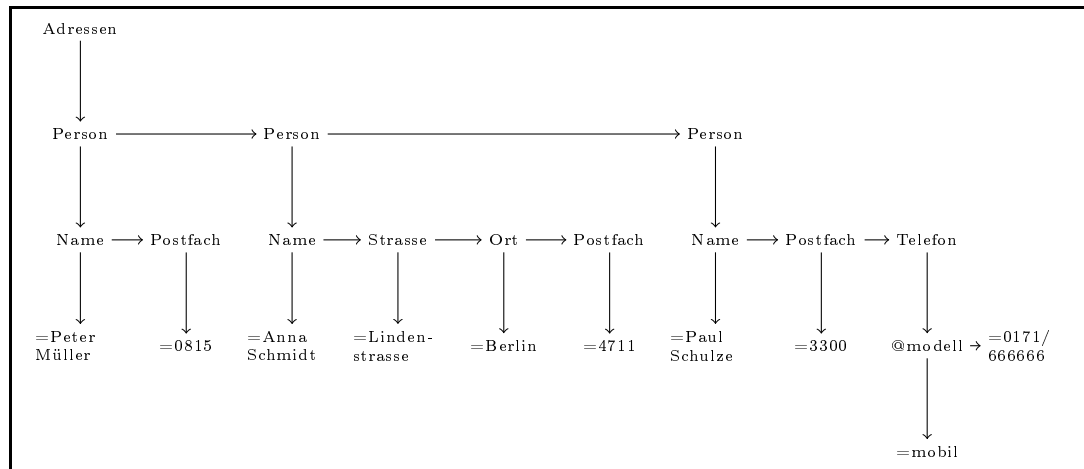 Adressen
Person Person Person
Name Postfach Name Strasse Ort Postfach Name Postfach Telefon
=Peter
Müller
=0815
=Anna
Schmidt
=Linden-
strasse
=Berlin
=4711
=Paul
Schulze
=3300
@modell
=0171/
666666
=mobil